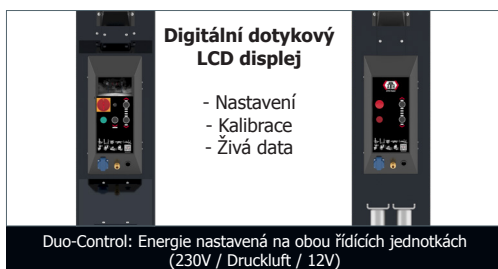 Digitální dotykový
LCD displej
- Nastavení
- Kalibrace
- Živá data
Duo-Control: Energie nastavená na obou řídících jednotkách
(230V / Druckluft / 12V)